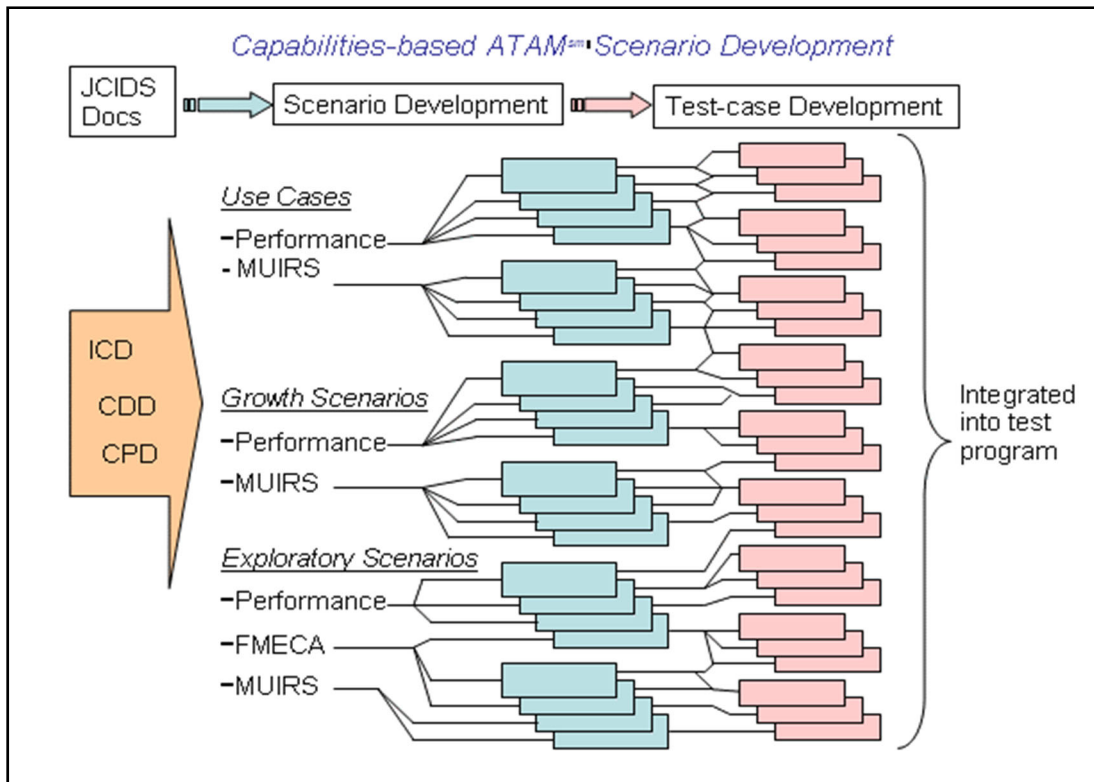 Capabilities-based ATAM℠ Scenario Development
JCIDS
Docs
Scenario Development
Test-case Development
Use Cases
-Performance
- MUIRS
ICD
CDD
CPD
Growth Scenarios
-Performance
-MUIRS
Exploratory Scenarios
-Performance
-FMECA
-MUIRS
Integrated
into test
program